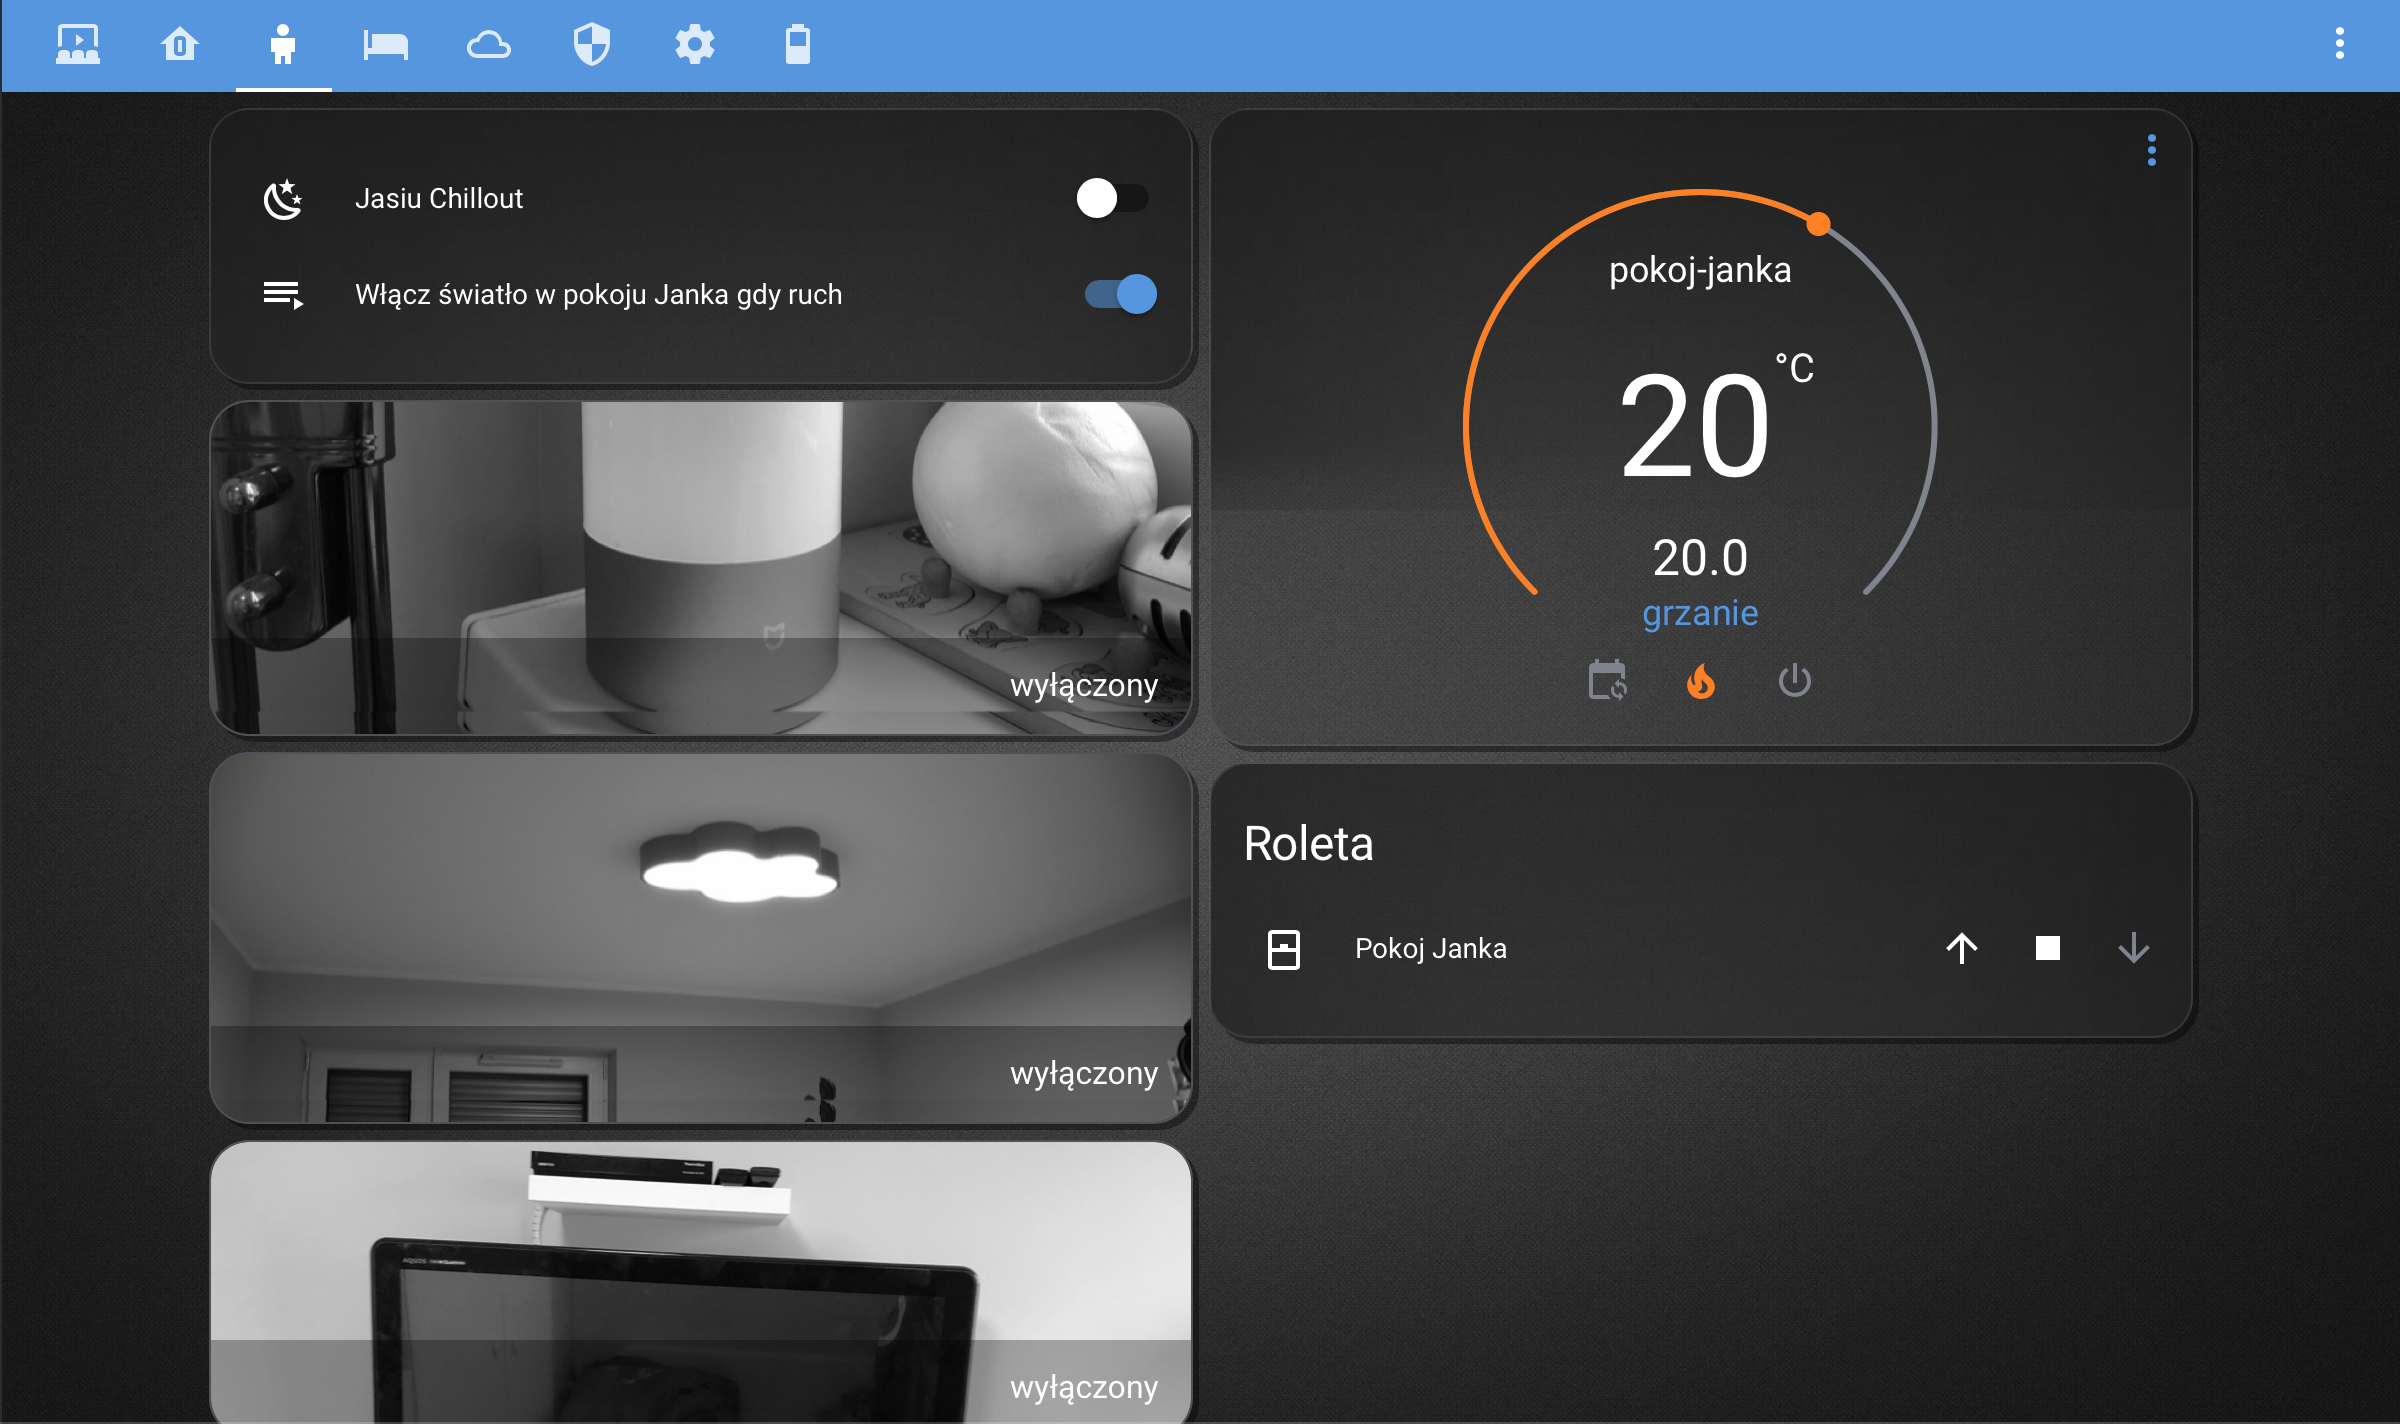 Jasiu Chillout
Włącz światło w pokoju Janka gdy ruch
wyłączony
wyłączony
AQUOS
wyłączony
pokoj-janka
20 °C
20.0
grzanie
Roleta
Pokoj Janka